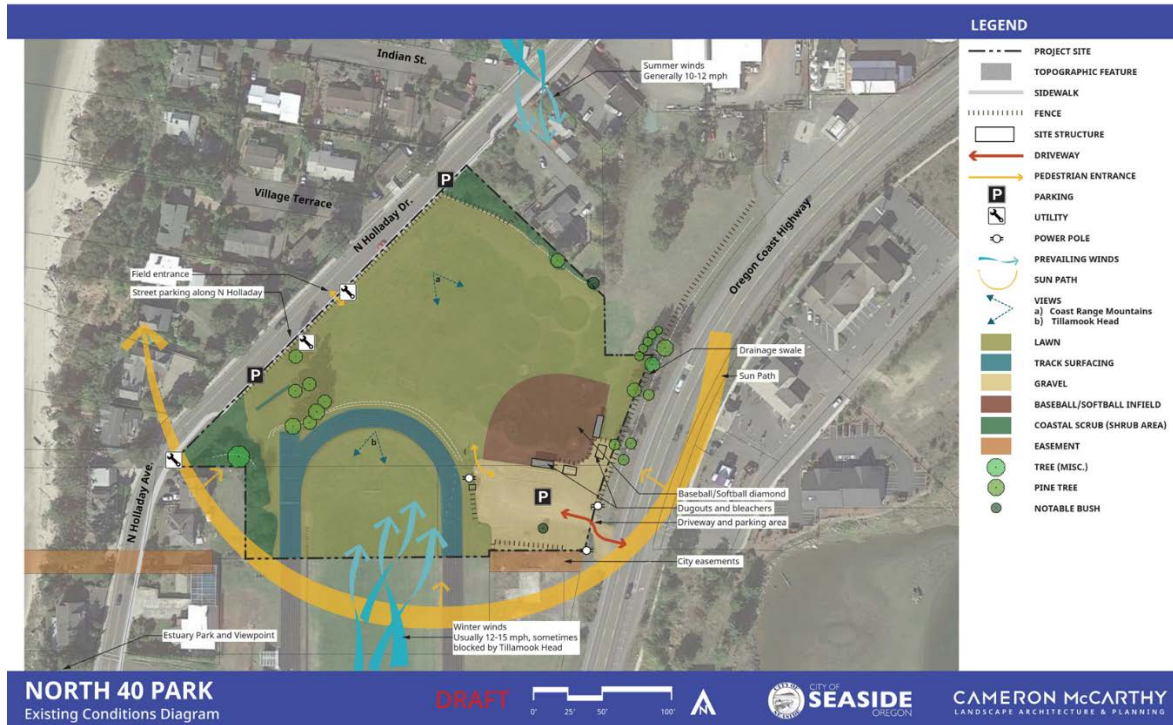 LEGEND
PROJECT SITE
TOPOGRAPHIC FEATURE
SIDEWALK
FENCE
SITE STRUCTURE
DRIVEWAY
PEDESTRIAN ENTRANCE
P
PARKING
UTILITY
POWER POLE
PREVAILING WINDS
SUN PATH
VIEWS
a) Coast Range Mountains
b) Tillamook Head
LAWN
TRACK SURFACING
GRAVEL
BASEBALL/SOFTBALL INFIELD
COASTAL SCRUB (SHRUB AREA)
EASEMENT
TREE (MISC.)
PINE TREE
NOTABLE BUSH
Indian St.
Summer winds
Generally 10-12 mph
P
Village Terrace
N Holladay Dr.
Oregon Coast Highway
Field entrance
Street parking along N Holladay
a
Drainage swale
Sun Path
P
b
N Holladay Ave.
P
Baseball/Softball diamond
Dugouts and bleachers
Driveway and parking area
City easements
Winter winds
Usually 12-15 mph, sometimes
blocked by Tillamook Head
Estuary Park and Viewpoint
NORTH 40 PARK
Existing Conditions Diagram
DRAFT
0' 25' 50' 100'
N
CITY OF
SEASIDE
OREGON
CAMERON McCARTHY
LANDSCAPE ARCHITECTURE & PLANNING